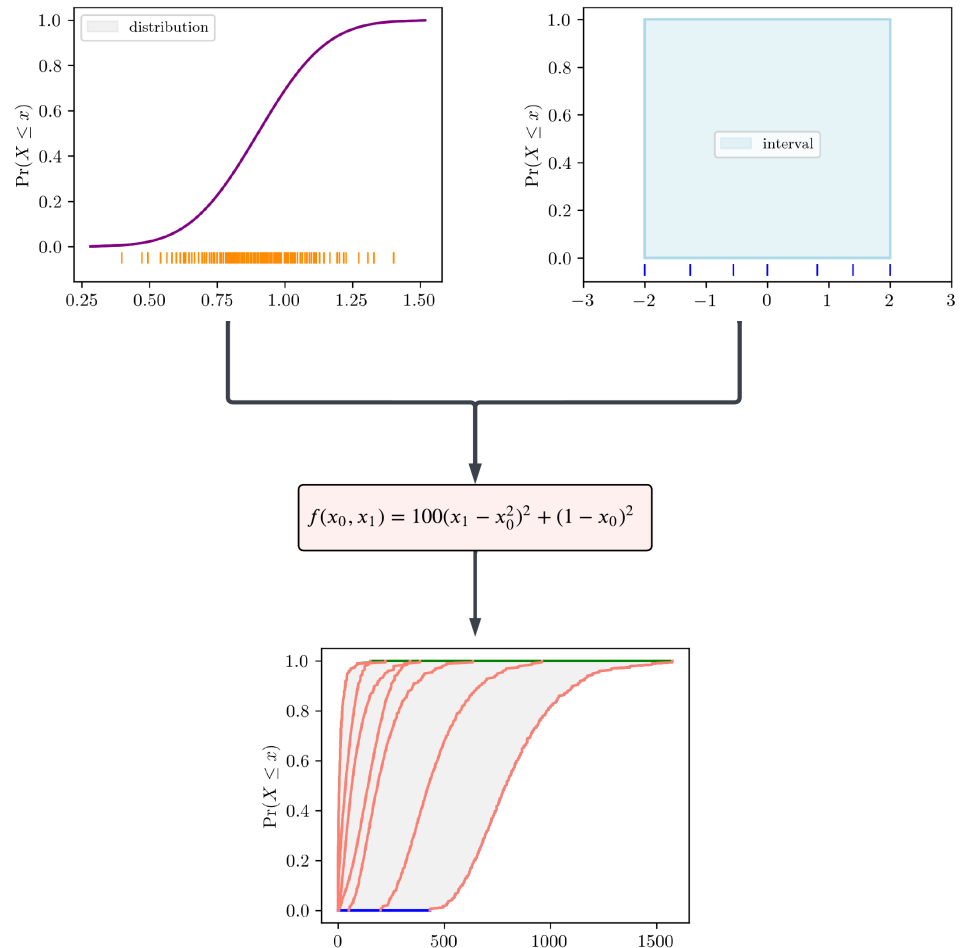 distribution
Pr(X ≤ x)
1.0
0.8
0.6
0.4
0.2
0.0
0.25 0.50 0.75 1.00 1.25 1.50
interval
Pr(X ≤ x)
1.0
0.8
0.6
0.4
0.2
0.0
−3 −2 −1 0 1 2 3
f(x₀, x₁) = 100(x₁ − x₀²)² + (1 − x₀)²
Pr(X ≤ x)
1.0
0.8
0.6
0.4
0.2
0.0
0 500 1000 1500